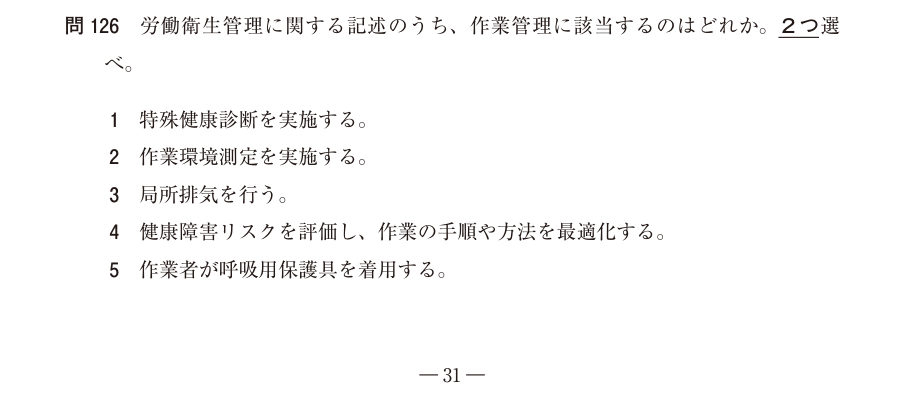 問 126 労働衛生管理に関する記述のうち、作業管理に該当するのはどれか。２つ選
べ。
1 特殊健康診断を実施する。
2 作業環境測定を実施する。
3 局所排気を行う。
4 健康障害リスクを評価し、作業の手順や方法を最適化する。
5 作業者が呼吸用保護具を着用する。
― 31 ―